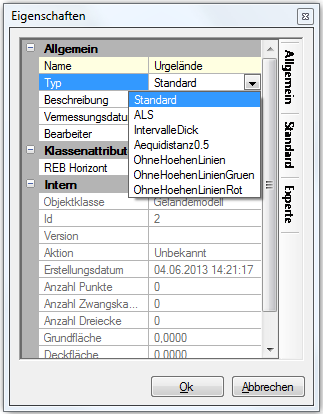 Eigenschaften
Allgemein
Name Urgelände
Typ Standard
Beschreibung
Standard
ALS
IntervalleDick
Aequidistanz0.5
OhneHoehenLinien
OhneHoehenLinienGruen
OhneHoehenLinienRot
Vermessungsdatu
Bearbeiter
Klassenattribut
REB Horizont
Intern
Objektklasse Geländemodell
Id 2
Version
Aktion Unbekannt
Erstellungsdatum 04.06.2013 14:21:17
Anzahl Punkte 0
Anzahl Zwangska... 0
Anzahl Dreiecke 0
Grundfläche 0,0000
Deckfläche 0,0000
Allgemein
Standard
Experte
Ok Abbrechen